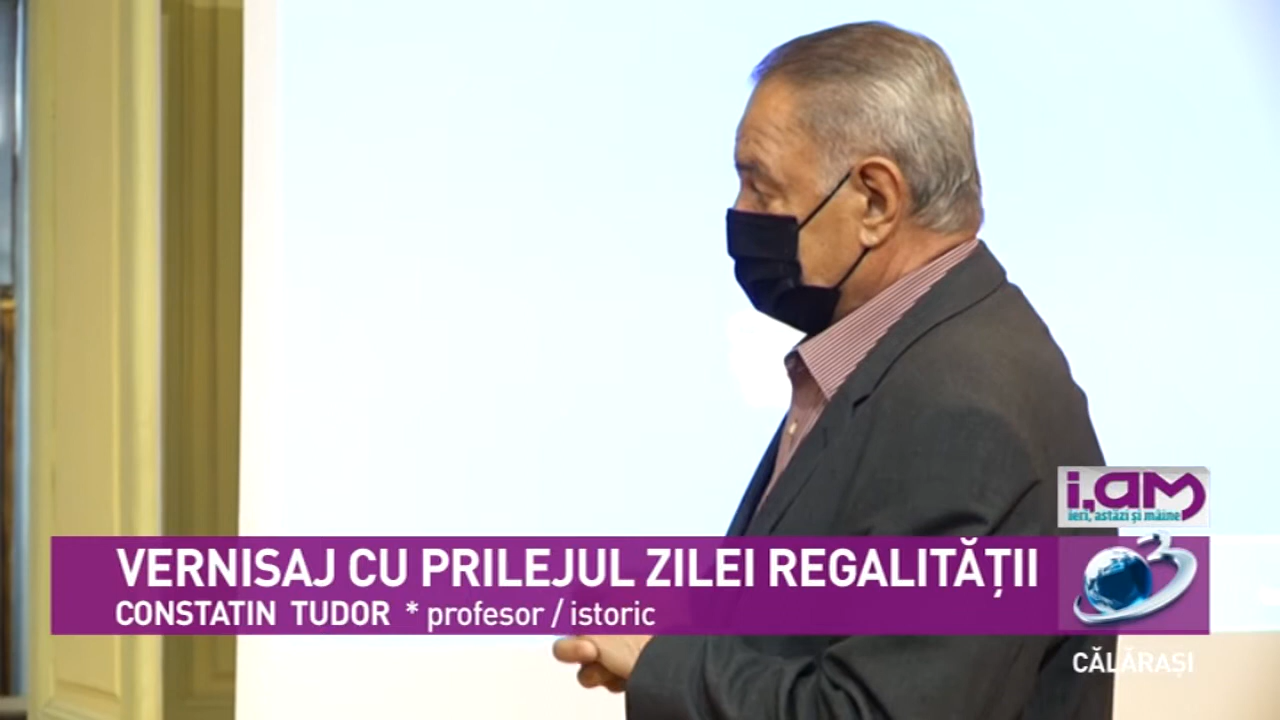 i,am
ieri, astăzi și mâine
VERNISAJ CU PRILEJUL ZILEI REGALITĂȚII
CONSTATIN TUDOR * profesor / istoric
3
CĂLĂRAȘI